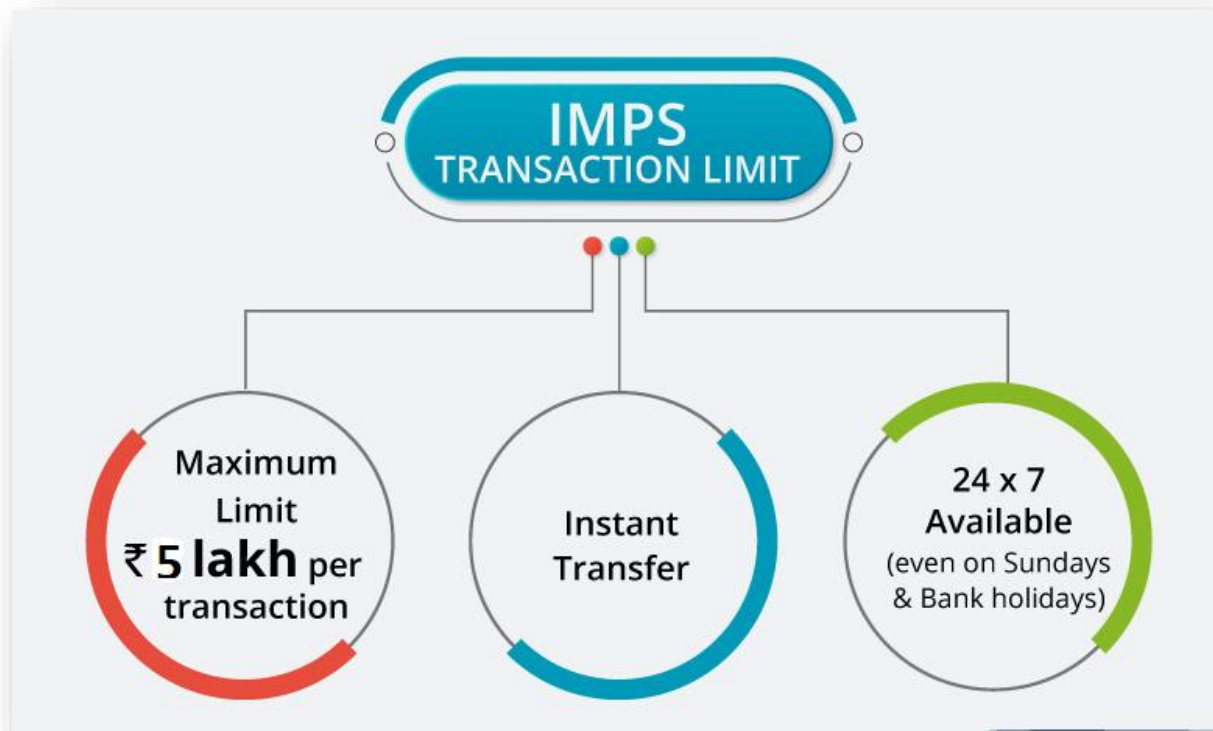 IMPS
TRANSACTION LIMIT
Maximum
Limit
₹ 5 lakh per
transaction
Instant
Transfer
24 x 7
Available
(even on Sundays
& Bank holidays)